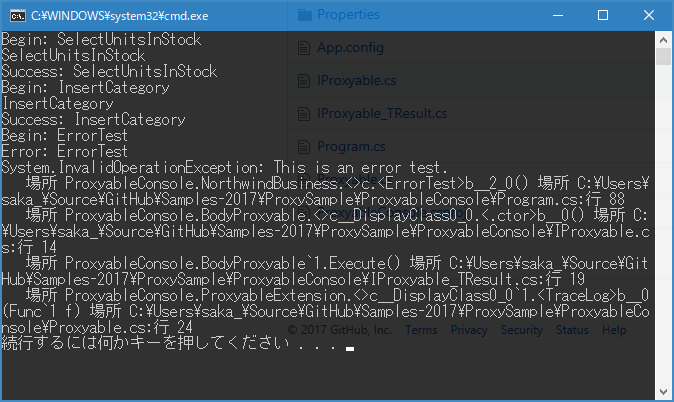 C:¥WINDOWS¥system32¥cmd.exe
Properties
App.config
IProxyable.cs
IProxyable_TResult.cs
Program.cs
Begin: SelectUnitsInStock
SelectUnitsInStock
Success: SelectUnitsInStock
Begin: InsertCategory
InsertCategory
Success: InsertCategory
Begin: ErrorTest
Error: ErrorTest
System.InvalidOperationException: This is an error test.
場所 ProxyableConsole.NorthwindBusiness.<>c.<ErrorTest>b__2_0() 場所 C:¥Users¥
saka_¥Source¥GitHub¥Samples-2017¥ProxySample¥ProxyableConsole¥Program.cs:行 88
場所 ProxyableConsole.BodyProxyable.<>c__DisplayClass0_0.<.ctor>b__0() 場所 C:
¥Users¥saka_¥Source¥GitHub¥Samples-2017¥ProxySample¥ProxyableConsole¥IProxyable.c
s:行 14
場所 ProxyableConsole.BodyProxyable`1.Execute() 場所 C:¥Users¥saka_¥Source¥Git
Hub¥Samples-2017¥ProxySample¥ProxyableConsole¥IProxyable_TResult.cs:行 19
場所 ProxyableConsole.ProxyableExtension.<>c__DisplayClass0_0`1.<TraceLog>b__0
(Func`1 f) 場所 C:¥Users¥saka_¥Source¥GitHub¥Samples-2017¥ProxySample¥ProxyableCo
nsole¥Proxyable.cs:行 24
© 2017 GitHub, Inc. Terms Privacy Security Status
続行するには何かキーを押してください . . .